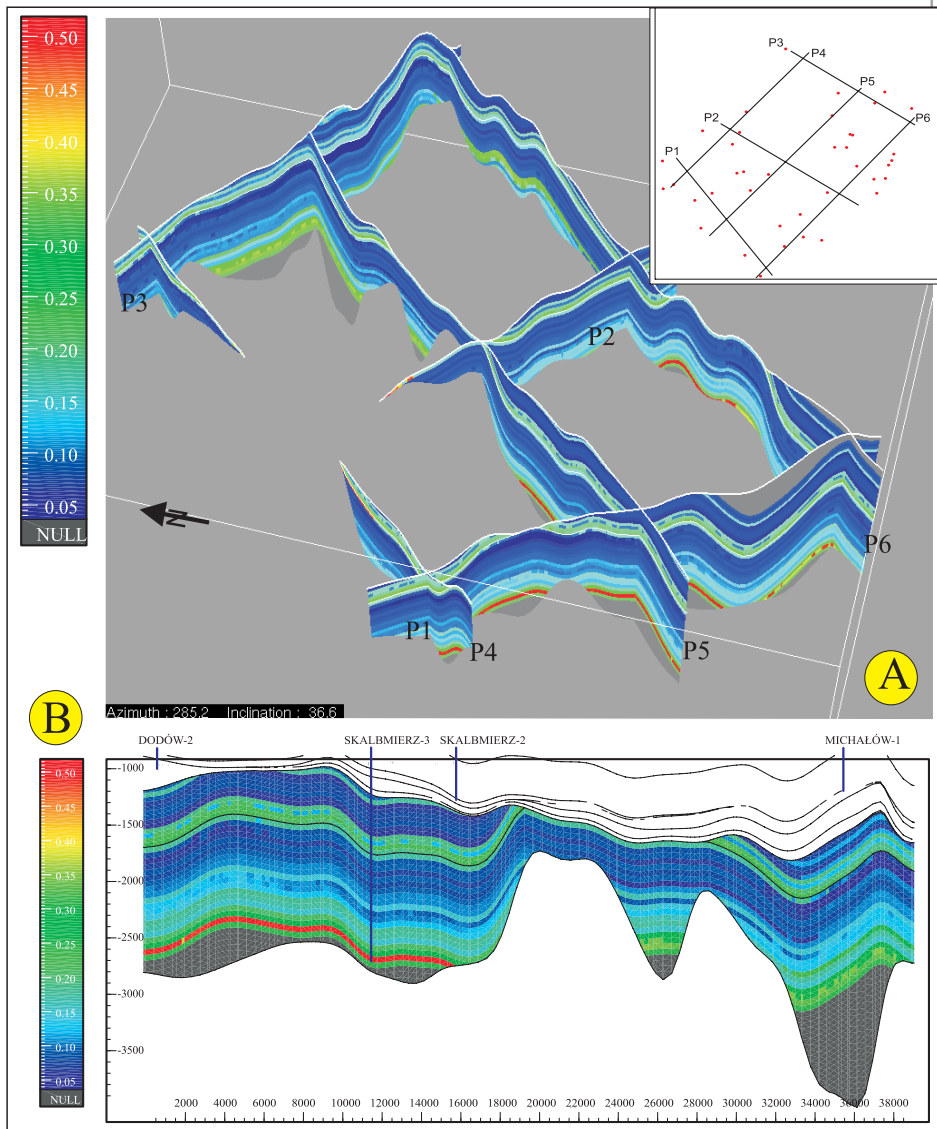 0.50
0.45
0.40
0.35
0.30
0.25
0.20
0.15
0.10
0.05
NULL
P3
P4
P5
P2
P6
P1
P3
P2
N
P6
P1
P4
P5
A
Azimuth : 285.2 Inclination : 36.6
B
DODÓW-2
SKALBMIERZ-3
SKALBMIERZ-2
MICHAŁÓW-1
0.50
0.45
0.40
0.35
0.30
0.25
0.20
0.15
0.10
0.05
NULL
-1000
-1500
-2000
-2500
-3000
-3500
2000 4000 6000 8000 10000 12000 14000 16000 18000 20000 22000 24000 26000 28000 30000 32000 34000 36000 38000